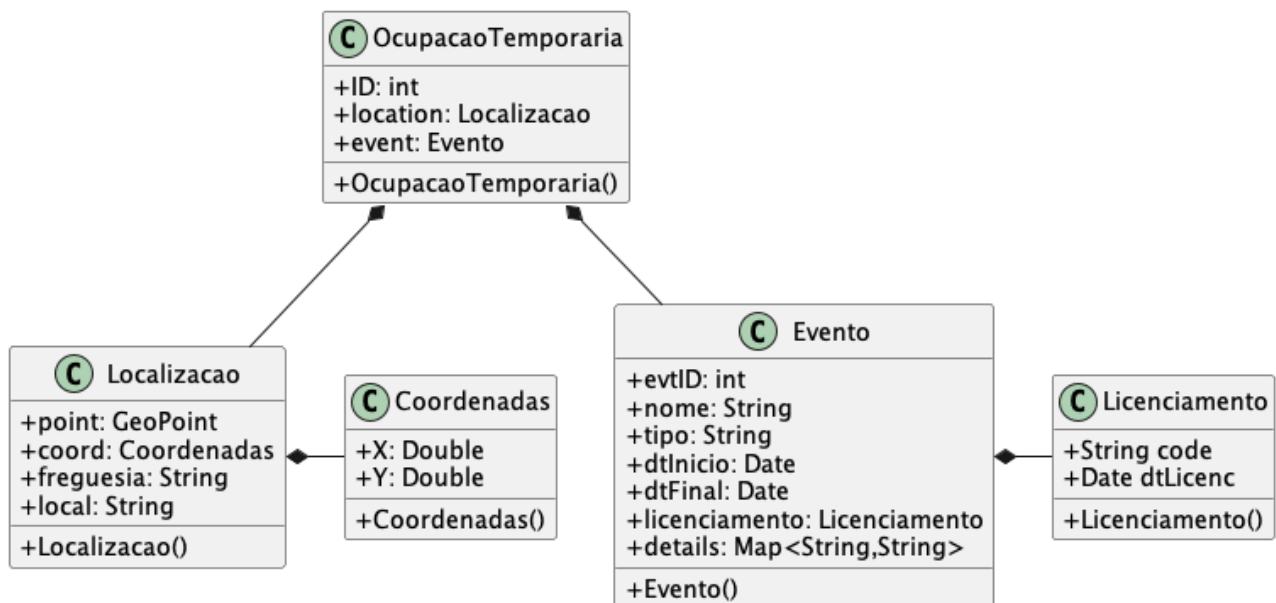 C OcupacaoTemporaria
+ID: int
+location: Localizacao
+event: Evento
+OcupacaoTemporaria()
C Localizacao
+point: GeoPoint
+coord: Coordenadas
+freguesia: String
+local: String
+Localizacao()
C Coordenadas
+X: Double
+Y: Double
+Coordenadas()
C Evento
+evtID: int
+nome: String
+tipo: String
+dtInicio: Date
+dtFinal: Date
+licenciamento: Licenciamento
+details: Map<String,String>
+Evento()
C Licenciamento
+String code
+Date dtLicenc
+Licenciamento()